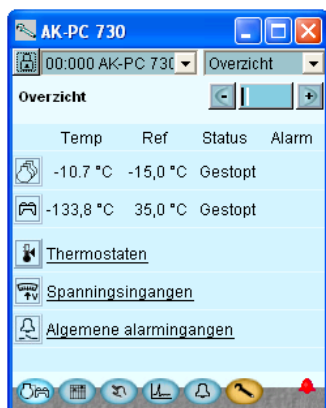 AK-PC 730
00:000 AK-PC 730 Overzicht
Overzicht
Temp Ref Status Alarm
-10.7 °C -15,0 °C Gestopt
-133,8 °C 35,0 °C Gestopt
Thermostaten
Spanningsingangen
Algemene alarmingangen